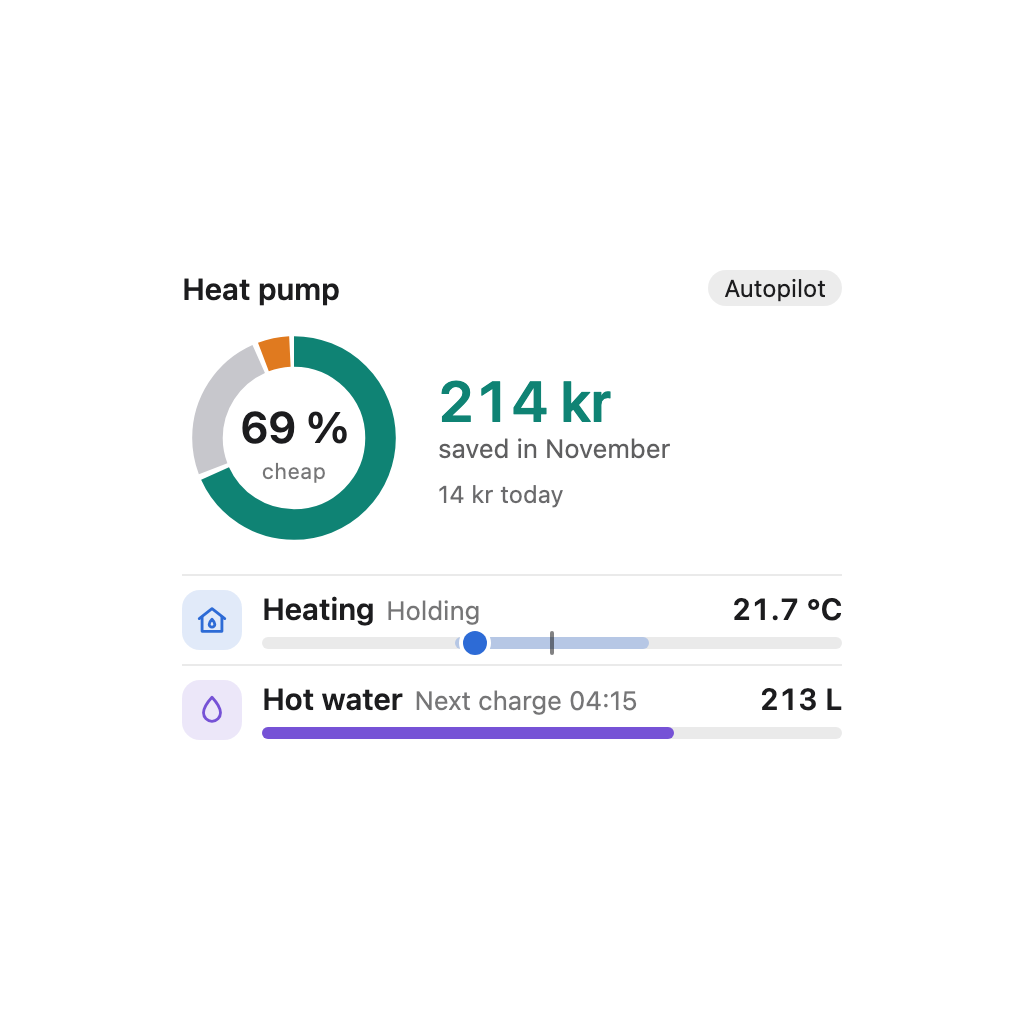 Heat pump
Autopilot
69 %
cheap
214 kr
saved in November
14 kr today
Heating Holding 21.7 °C
Hot water Next charge 04:15 213 L